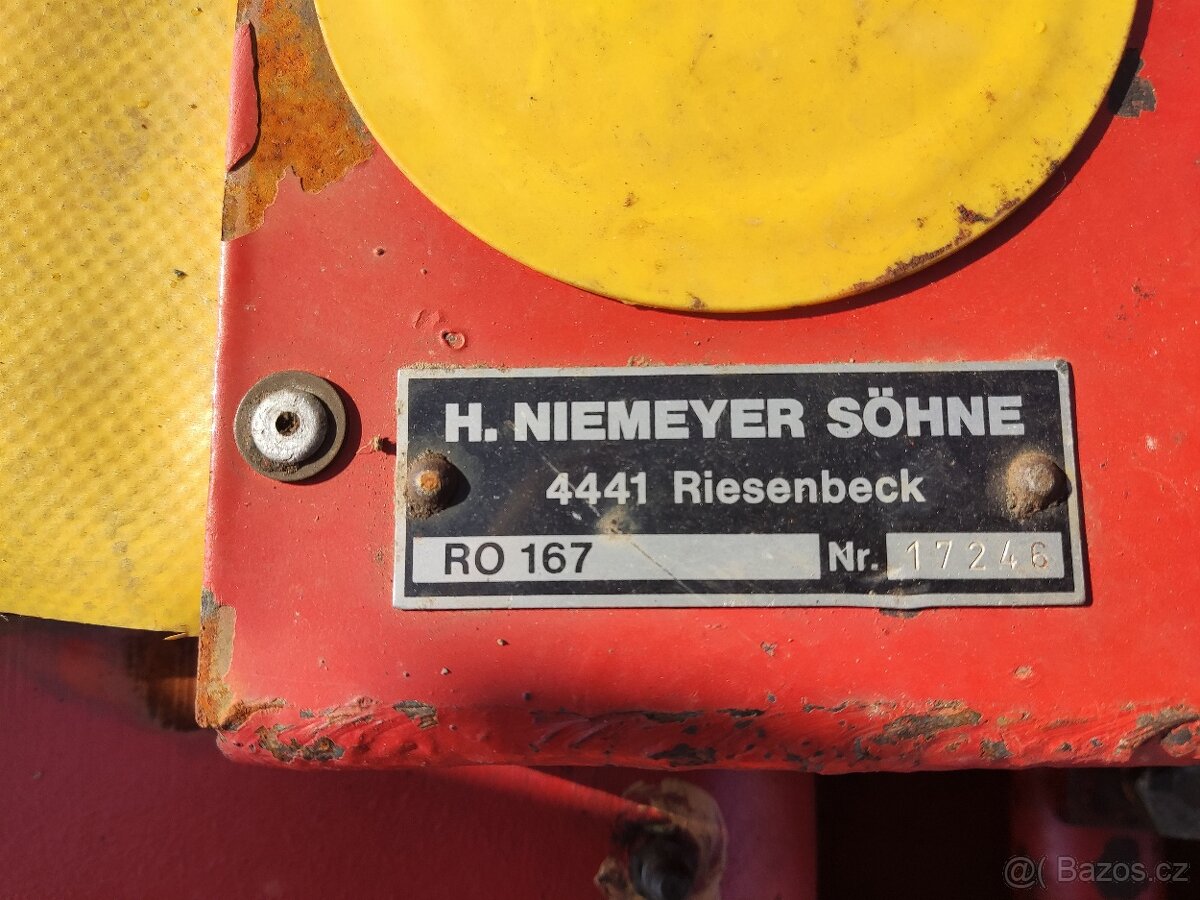 H. NIEMEYER SÖHNE
4441 Riesenbeck
RO 167 Nr. 17246
@( Bazos.cz